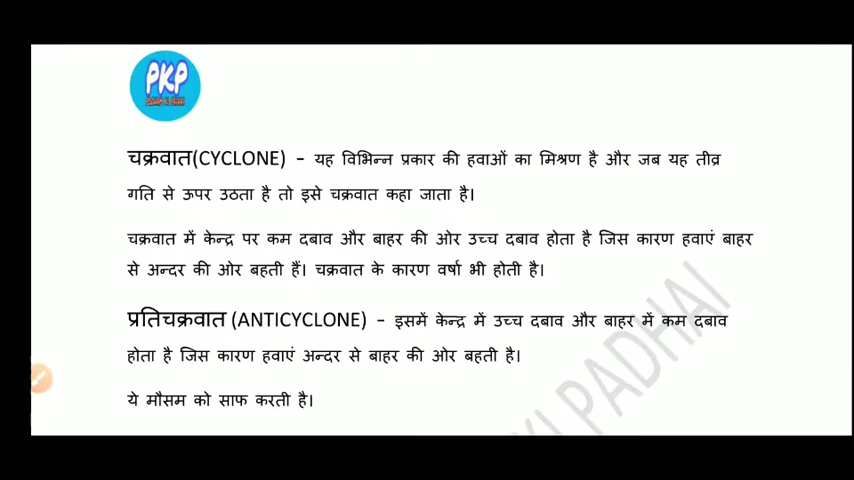 PKP
चक्रवात(CYCLONE) - यह विभिन्न प्रकार की हवाओं का मिश्रण है और जब यह तीव्र
गति से ऊपर उठता है तो इसे चक्रवात कहा जाता है।
चक्रवात में केन्द्र पर कम दबाव और बाहर की ओर उच्च दबाव होता है जिस कारण हवाएं बाहर
से अन्दर की ओर बहती हैं। चक्रवात के कारण वर्षा भी होती है।
प्रतिचक्रवात (ANTICYCLONE) - इसमें केन्द्र में उच्च दबाव और बाहर में कम दबाव
होता है जिस कारण हवाएं अन्दर से बाहर की ओर बहती है।
ये मौसम को साफ करती है।
KI PADHAI